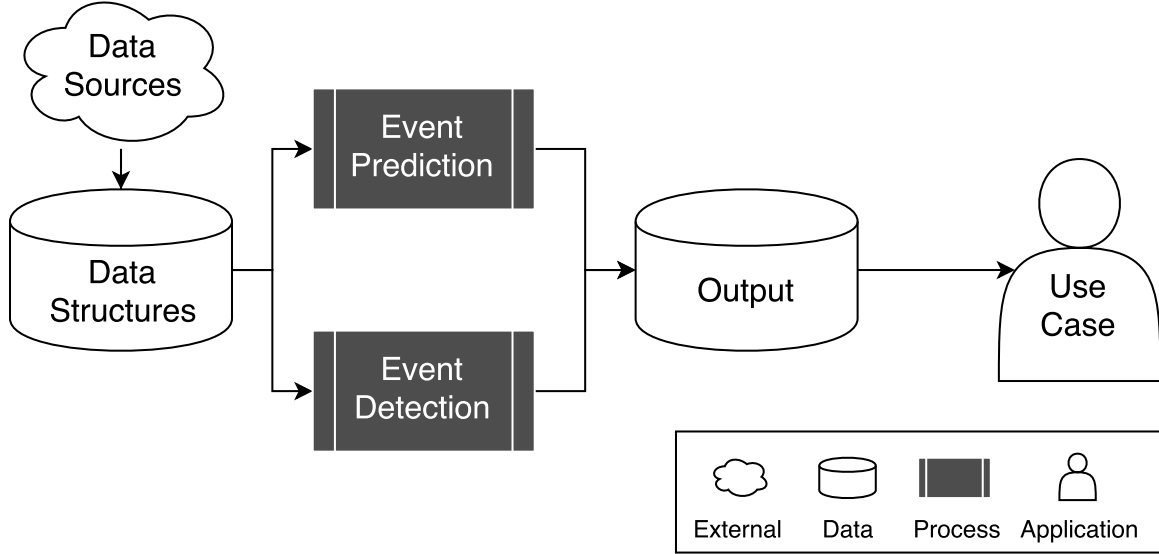 Data
Sources
Data
Structures
Event
Prediction
Event
Detection
Output
Use
Case
External
Data
Process
Application